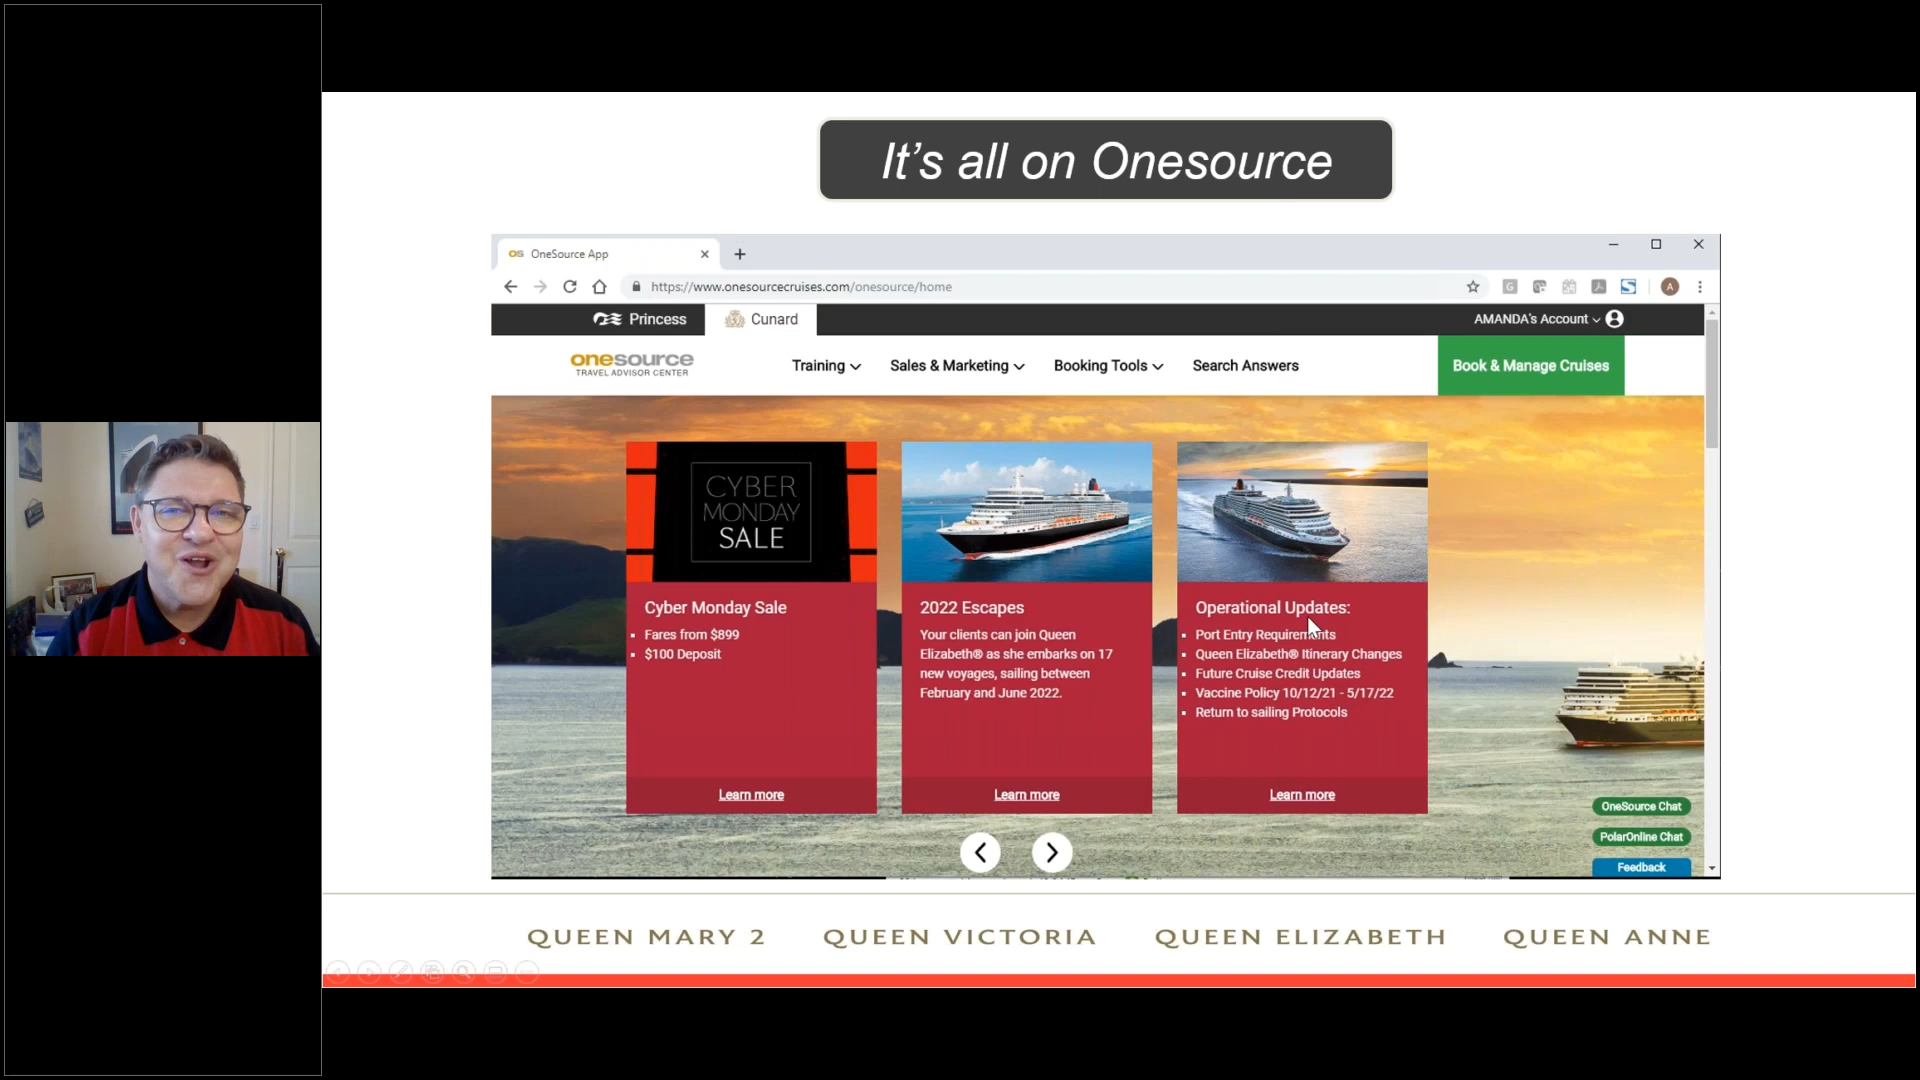 It's all on Onesource
OS OneSource App
https://www.onesourcecruises.com/onesource/home
Princess
Cunard
AMANDA's Account
A
onesource
TRAVEL ADVISOR CENTER
Training
Sales & Marketing
Booking Tools
Search Answers
Book & Manage Cruises
CYBER
MONDAY
SALE
Cyber Monday Sale
Fares from $899
$100 Deposit
Learn more
2022 Escapes
Your clients can join Queen
Elizabeth® as she embarks on 17
new voyages, sailing between
February and June 2022.
Learn more
Operational Updates:
Port Entry Requirements
Queen Elizabeth® Itinerary Changes
Future Cruise Credit Updates
Vaccine Policy 10/12/21 - 5/17/22
Return to sailing Protocols
Learn more
OneSource Chat
PolarOnline Chat
Feedback
QUEEN MARY 2
QUEEN VICTORIA
QUEEN ELIZABETH
QUEEN ANNE